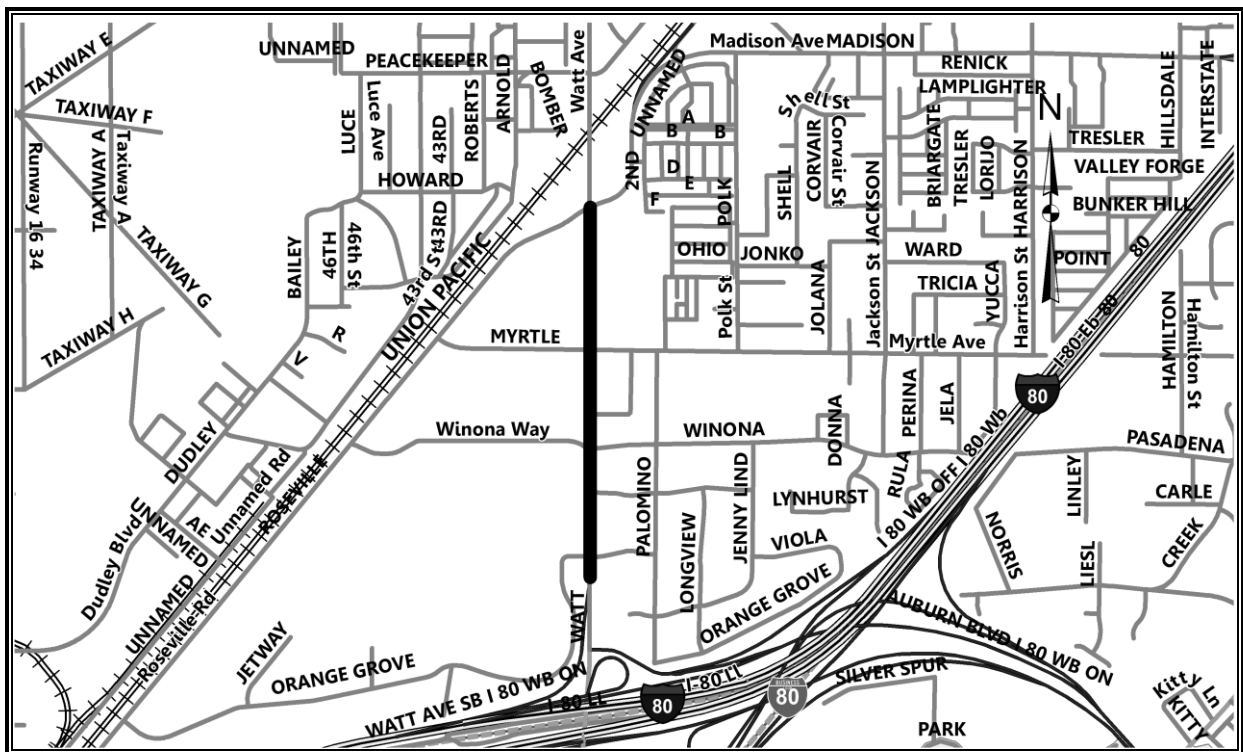 TAXIWAY E
UNNAMED
Watt Ave
Madison Ave
MADISON
PEACEKEEPER
RENICK
HILLSDALE
INTERSTATE
TAXIWAY F
LUCE
Luce Ave
43RD
ROBERTS
ARNOLD
BOMBER
UNNAMED
Shell St
LAMPLIGHTER
N
A
B
B
TRESLER
TAXIWAY A
Taxiway A
Runway 16 34
HOWARD
2ND
D
E
F
POLK
SHELL
CORVAIR
Corvair St
JACKSON
BRIARGATE
TRESLER
LORIJO
HARRISON
VALLEY FORGE
BUNKER HILL
BAILEY
46TH
46th St
43RD
43rd St
UNION PACIFIC
OHIO
JONKO
WARD
POINT
80
TAXIWAY G
TAXIWAY H
Polk St
JOLANA
Jackson St
TRICIA
YUCCA
Harrison St
I-80-Eb-80
HAMILTON
Hamilton St
R
V
MYRTLE
Myrtle Ave
80
DUDLEY
Winona Way
WINONA
DONNA
PERINA
JELA
PASADENA
Unnamed Rd
ROSEVILLE
PALOMINO
JENNY LIND
LYNHURST
RULA
I 80 WB OFF I 80 Wb
LINLEY
CARLE
AE
UNNAMED
Dudley Blvd
LONGVIEW
VIOLA
NORRIS
LIESL
CREEK
UNNAMED
Roseville Rd
WATT
ORANGE GROVE
AUBURN BLVD I 80 WB ON
JETWAY
ORANGE GROVE
WATT AVE SB I 80 WB ON
I-80 LL
I-80 LL
80
BUSINESS
80
SILVER SPUR
PARK
Kitty Ln
KITTY